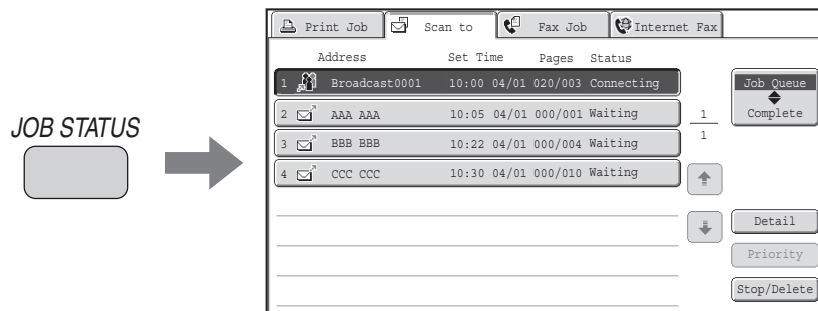 Print Job Scan to Fax Job Internet Fax
Address Set Time Pages Status
1 Broadcast0001 10:00 04/01 020/003 Connecting
Job Queue
2 AAA AAA 10:05 04/01 000/001 Waiting
1
Complete
JOB STATUS
3 BBB BBB 10:22 04/01 000/004 Waiting
1
4 CCC CCC 10:30 04/01 000/010 Waiting
Detail
Priority
Stop/Delete